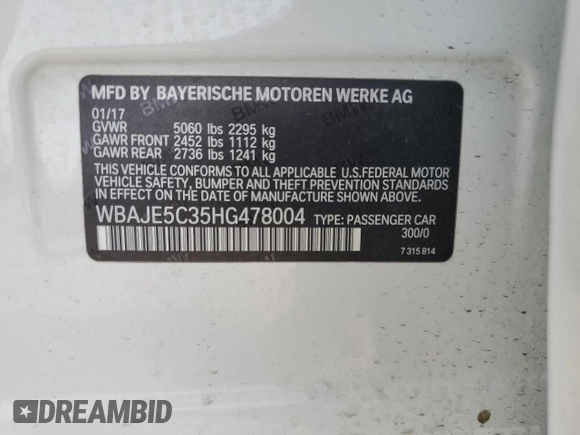 MFD BY BAYERISCHE MOTOREN WERKE AG
01/17
GVWR 5060 lbs 2295 kg
GAWR FRONT 2452 lbs 1112 kg
GAWR REAR 2736 lbs 1241 kg
THIS VEHICLE CONFORMS TO ALL APPLICABLE U.S.FEDERAL MOTOR
VEHICLE SAFETY, BUMPER AND THEFT PREVENTION STANDARDS
IN EFFECT ON THE DATE OF MANUFACTURE SHOWN ABOVE.
WBAJE5C35HG478004 TYPE: PASSENGER CAR
300/0
7 315 814
DREAMBID